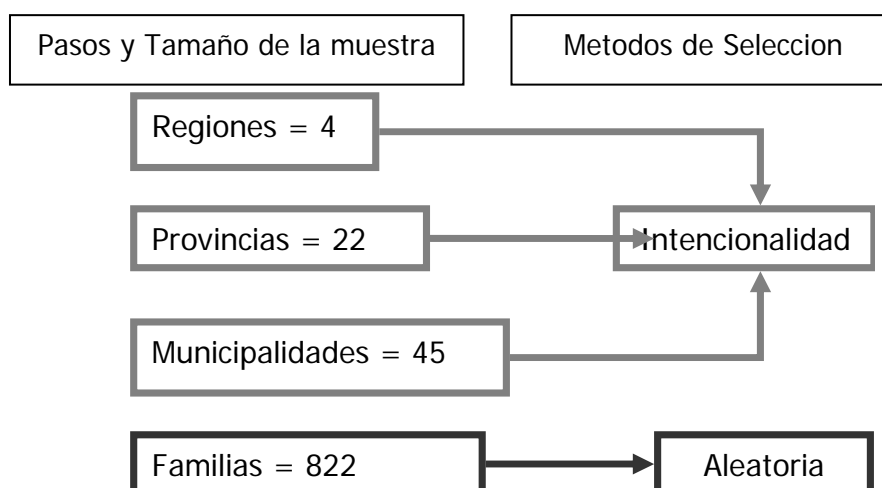 Pasos y Tamaño de la muestra
Metodos de Seleccion
Regiones = 4
Provincias = 22
Intencionalidad
Municipalidades = 45
Familias = 822
Aleatoria